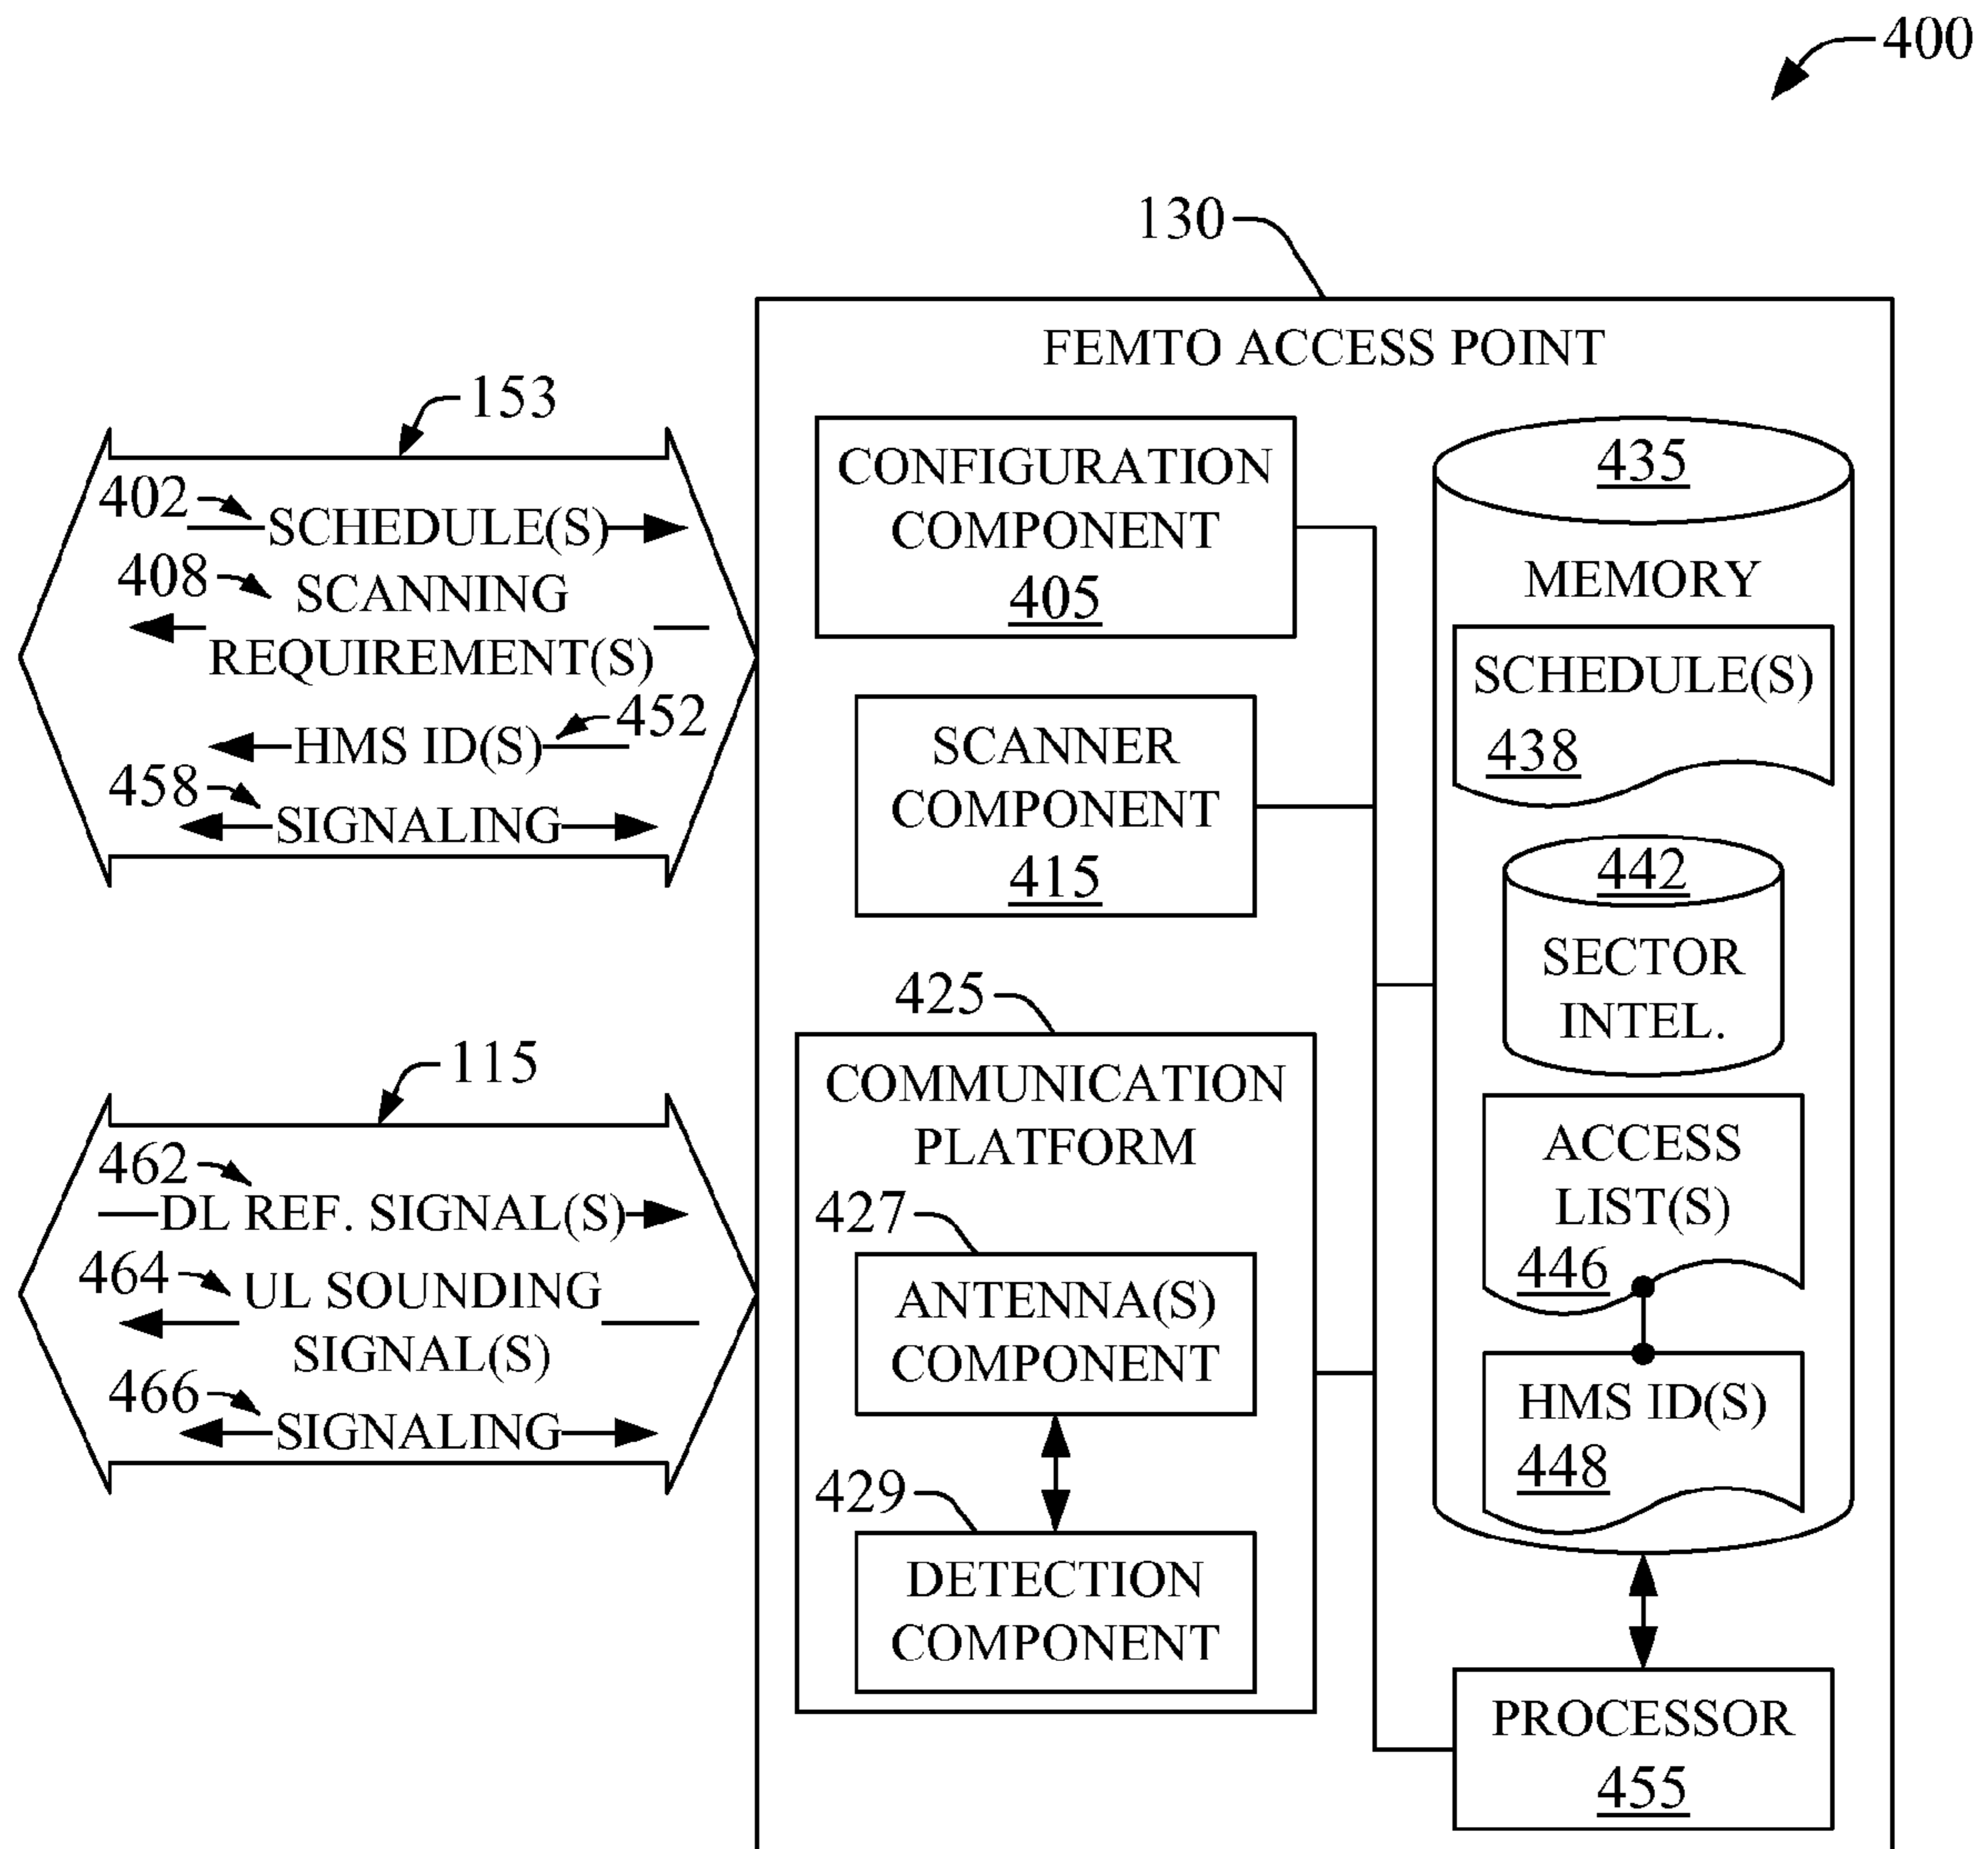 400
130
FEMTO ACCESS POINT
153
402
SCHEDULE(S)
408
SCANNING
REQUIREMENT(S)
452
HMS ID(S)
458
SIGNALING
115
462
DL REF. SIGNAL(S)
464
UL SOUNDING
SIGNAL(S)
466
SIGNALING
CONFIGURATION
COMPONENT
405
SCANNER
COMPONENT
415
425
COMMUNICATION
PLATFORM
427
ANTENNA(S)
COMPONENT
429
DETECTION
COMPONENT
435
MEMORY
SCHEDULE(S)
438
442
SECTOR
INTEL.
ACCESS
LIST(S)
446
HMS ID(S)
448
PROCESSOR
455